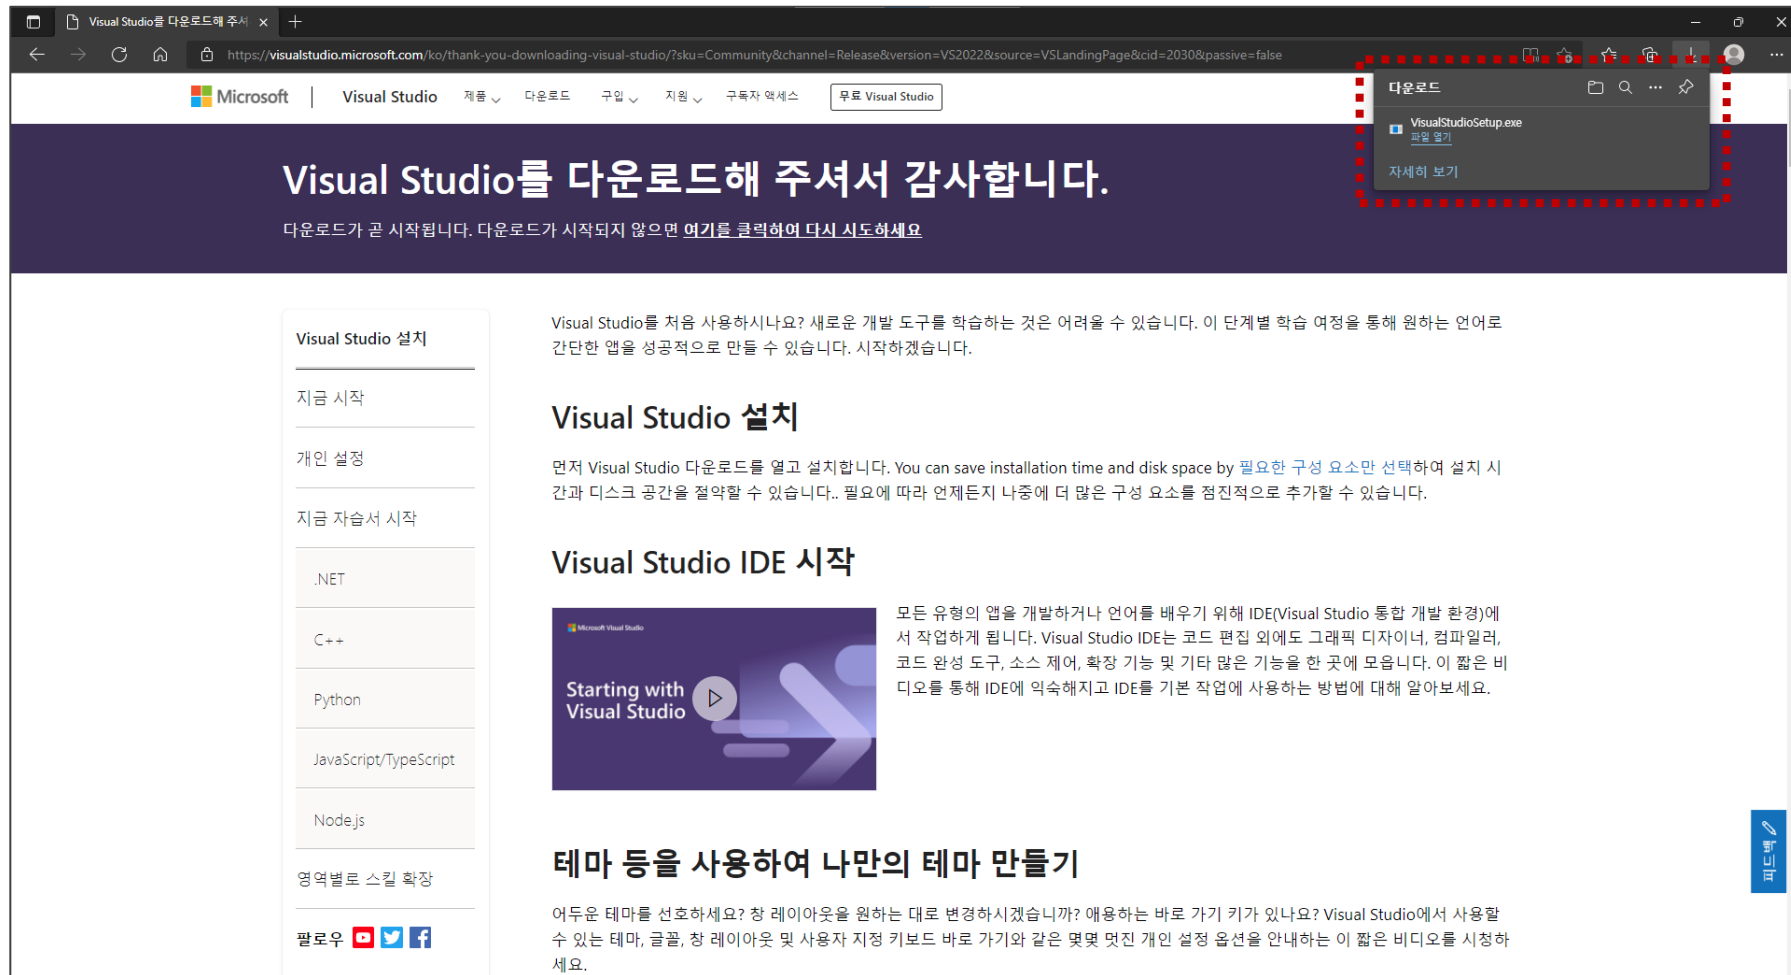 Visual Studio를 다운로드해 주셔
https://visualstudio.microsoft.com/ko/thank-you-downloading-visual-studio/?sku=Community&channel=Release&version=VS2022&source=VSLandingPage&cid=2030&passive=false
Microsoft
Visual Studio 제품 다운로드 구입 지원 구독자 액세스 무료 Visual Studio
다운로드
VisualStudioSetup.exe
파일 열기
자세히 보기
Visual Studio를 다운로드해 주셔서 감사합니다.
다운로드가 곧 시작됩니다. 다운로드가 시작되지 않으면 여기를 클릭하여 다시 시도하세요
Visual Studio 설치
지금 시작
개인 설정
지금 자습서 시작
.NET
C++
Python
JavaScript/TypeScript
Node.js
영역별로 스킬 확장
팔로우
Visual Studio를 처음 사용하시나요? 새로운 개발 도구를 학습하는 것은 어려울 수 있습니다. 이 단계별 학습 여정을 통해 원하는 언어로
간단한 앱을 성공적으로 만들 수 있습니다. 시작하겠습니다.
Visual Studio 설치
먼저 Visual Studio 다운로드를 열고 설치합니다. You can save installation time and disk space by 필요한 구성 요소만 선택하여 설치 시
간과 디스크 공간을 절약할 수 있습니다.. 필요에 따라 언제든지 나중에 더 많은 구성 요소를 점진적으로 추가할 수 있습니다.
Visual Studio IDE 시작
Microsoft Visual Studio
Starting with
Visual Studio
모든 유형의 앱을 개발하거나 언어를 배우기 위해 IDE(Visual Studio 통합 개발 환경)에
서 작업하게 됩니다. Visual Studio IDE는 코드 편집 외에도 그래픽 디자이너, 컴파일러,
코드 완성 도구, 소스 제어, 확장 기능 및 기타 많은 기능을 한 곳에 모읍니다. 이 짧은 비
디오를 통해 IDE에 익숙해지고 IDE를 기본 작업에 사용하는 방법에 대해 알아보세요.
테마 등을 사용하여 나만의 테마 만들기
어두운 테마를 선호하세요? 창 레이아웃을 원하는 대로 변경하시겠습니까? 애용하는 바로 가기 키가 있나요? Visual Studio에서 사용할
수 있는 테마, 글꼴, 창 레이아웃 및 사용자 지정 키보드 바로 가기와 같은 몇몇 멋진 개인 설정 옵션을 안내하는 이 짧은 비디오를 시청하
세요.
피드백